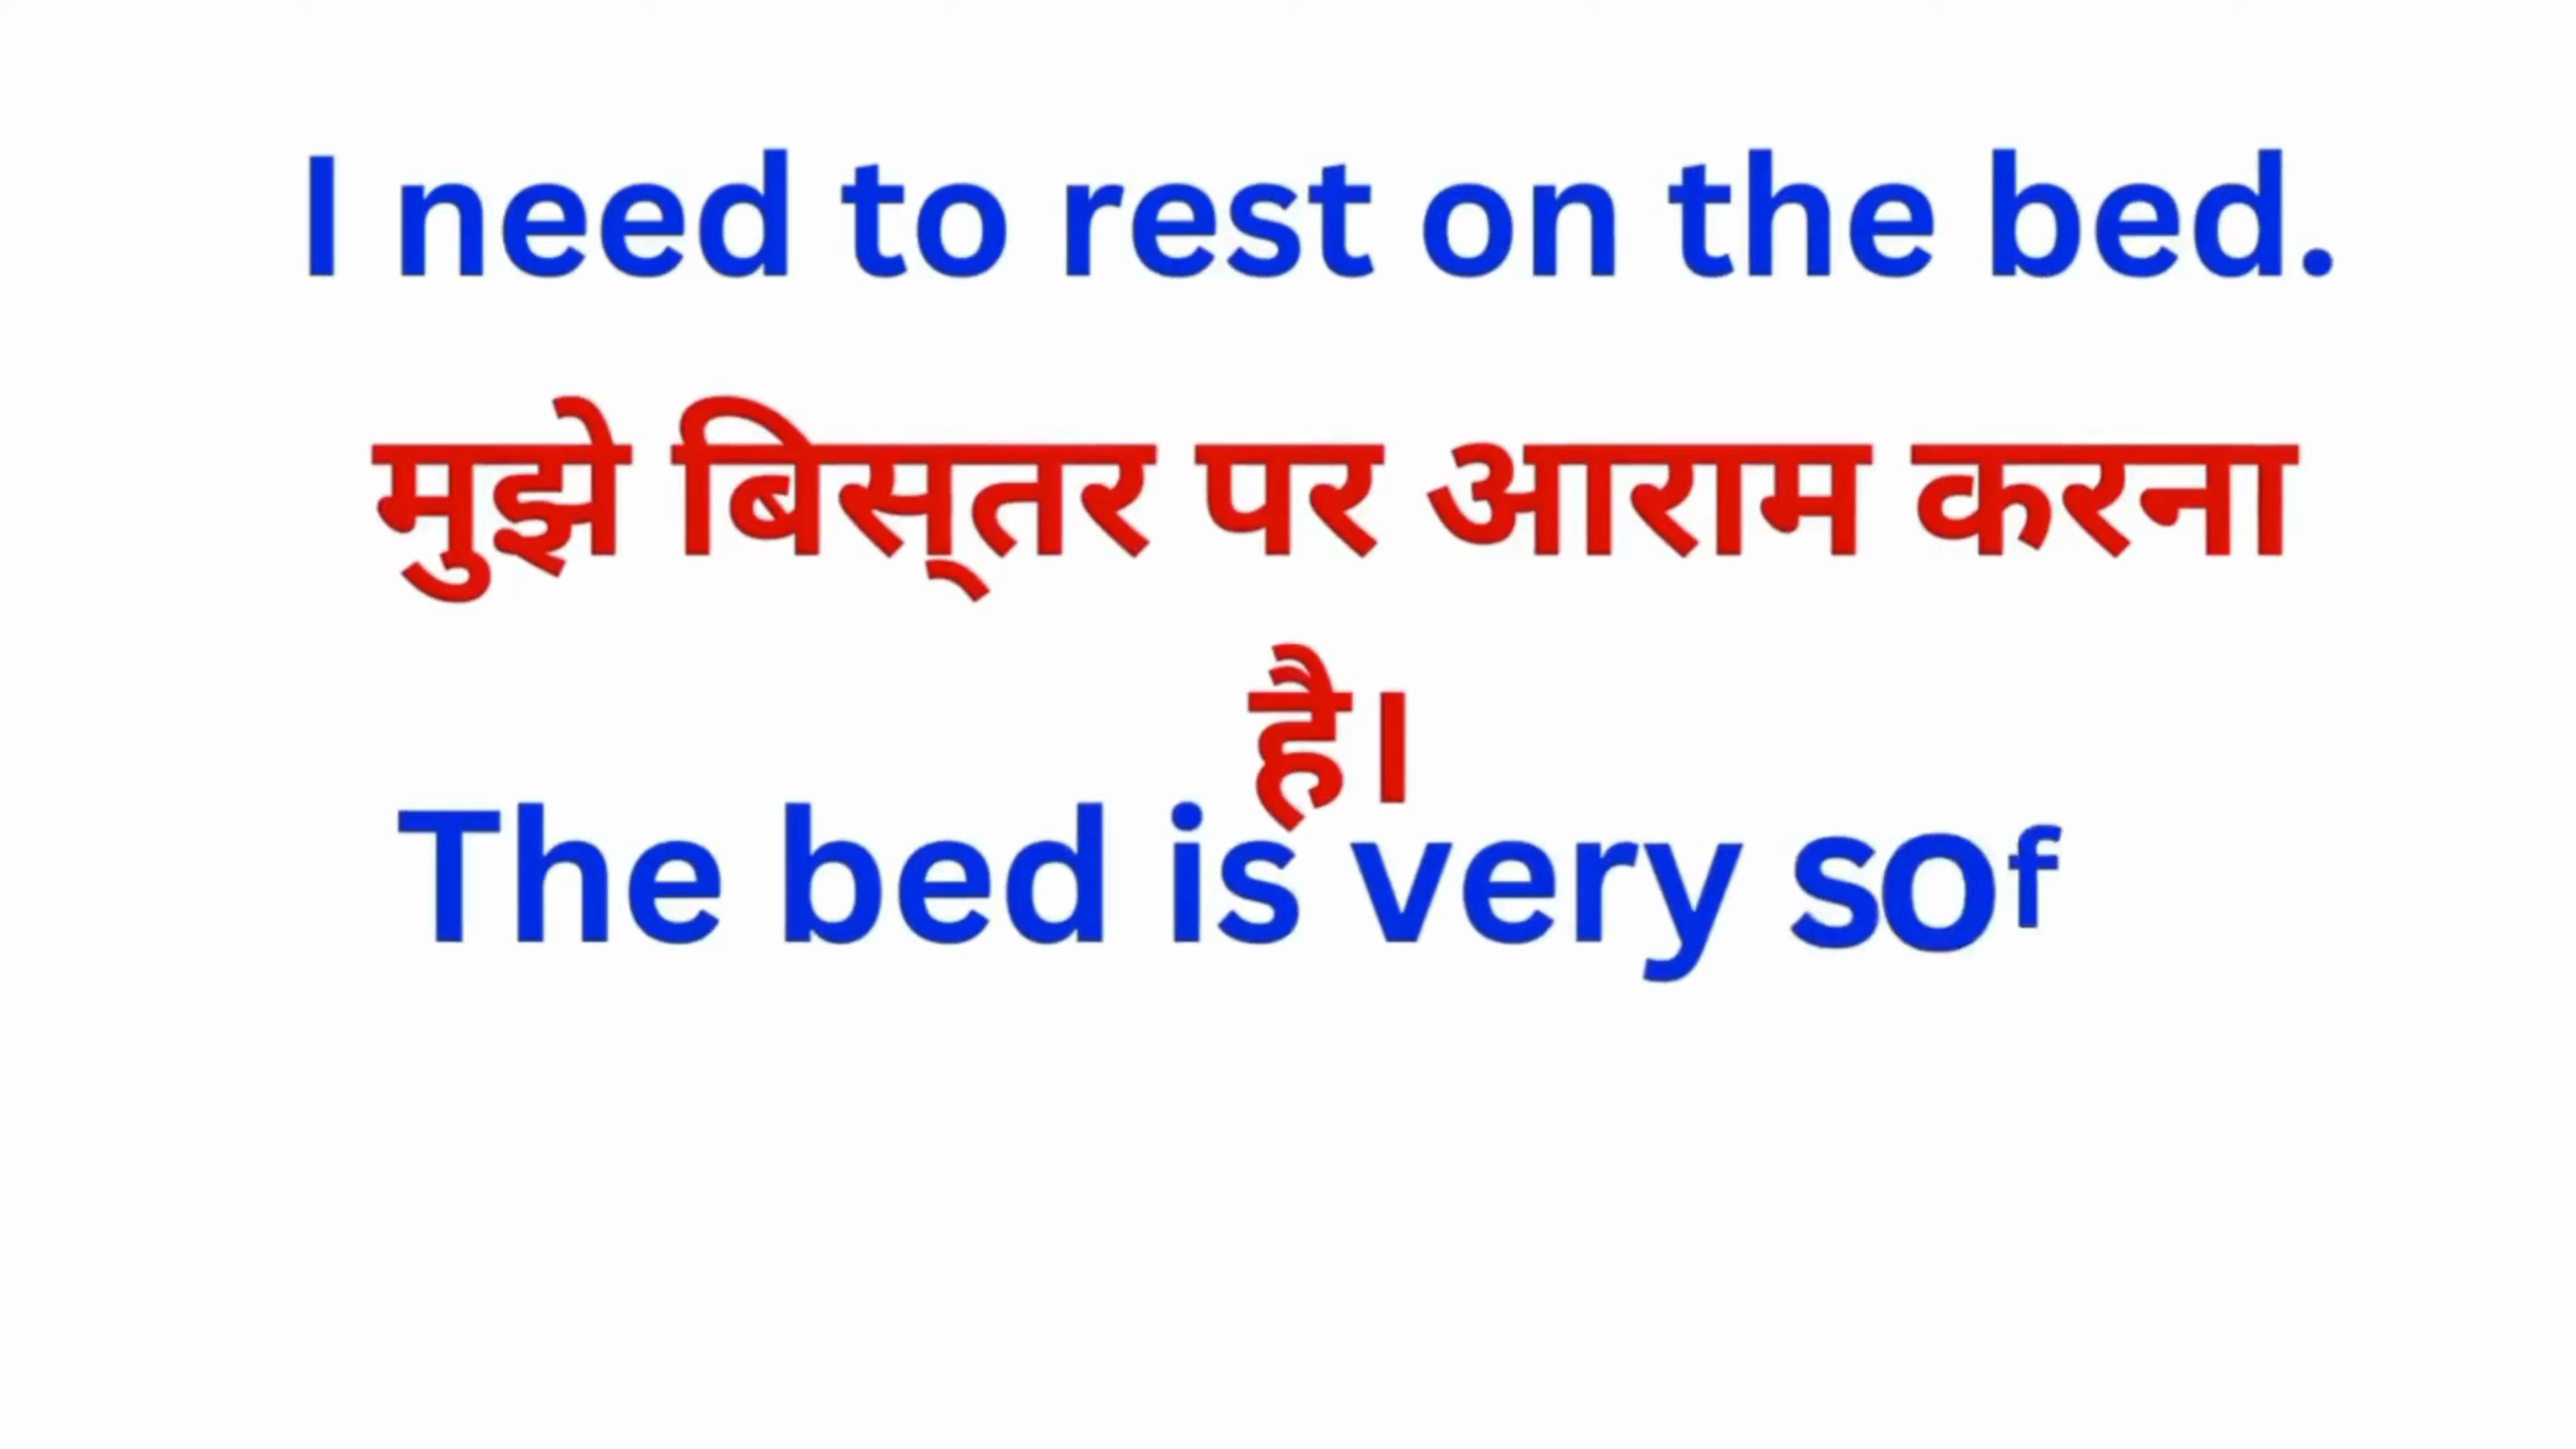 I need to rest on the bed.
मुझे बिस्‌तर पर आराम करना
है।
The bed is very sof